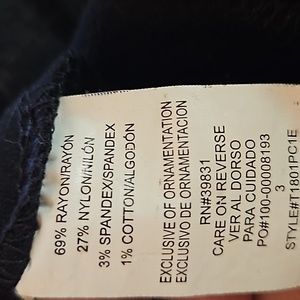 69% RAYON/RAYÓN
27% NYLON/NILÓN
3% SPANDEX/SPANDEX
1% COTTON/ALGODÓN
EXCLUSIVE OF ORNAMENTATION
EXCLUSIVO DE ORNAMENTACION
RN#39831
CARE ON REVERSE
VER AL DORSO
PARA CUIDADO
PO#100-00008193
3
STYLE#T1801PC1E